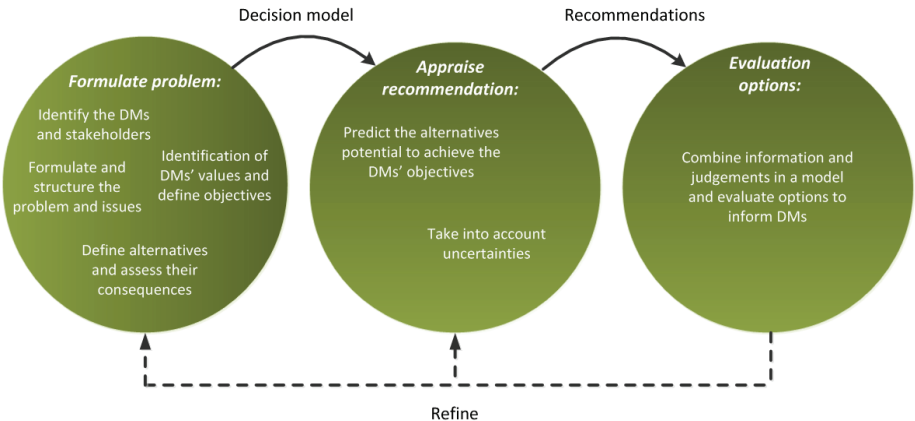 Decision model
Recommendations
Formulate problem:
Identify the DMs
and stakeholders
Formulate and
structure the
problem and issues
Identification of
DMs’ values and
define objectives
Define alternatives
and assess their
consequences
Appraise
recommendation:
Predict the alternatives
potential to achieve the
DMs’ objectives
Take into account
uncertainties
Evaluation
options:
Combine information and
judgements in a model
and evaluate options to
inform DMs
Refine